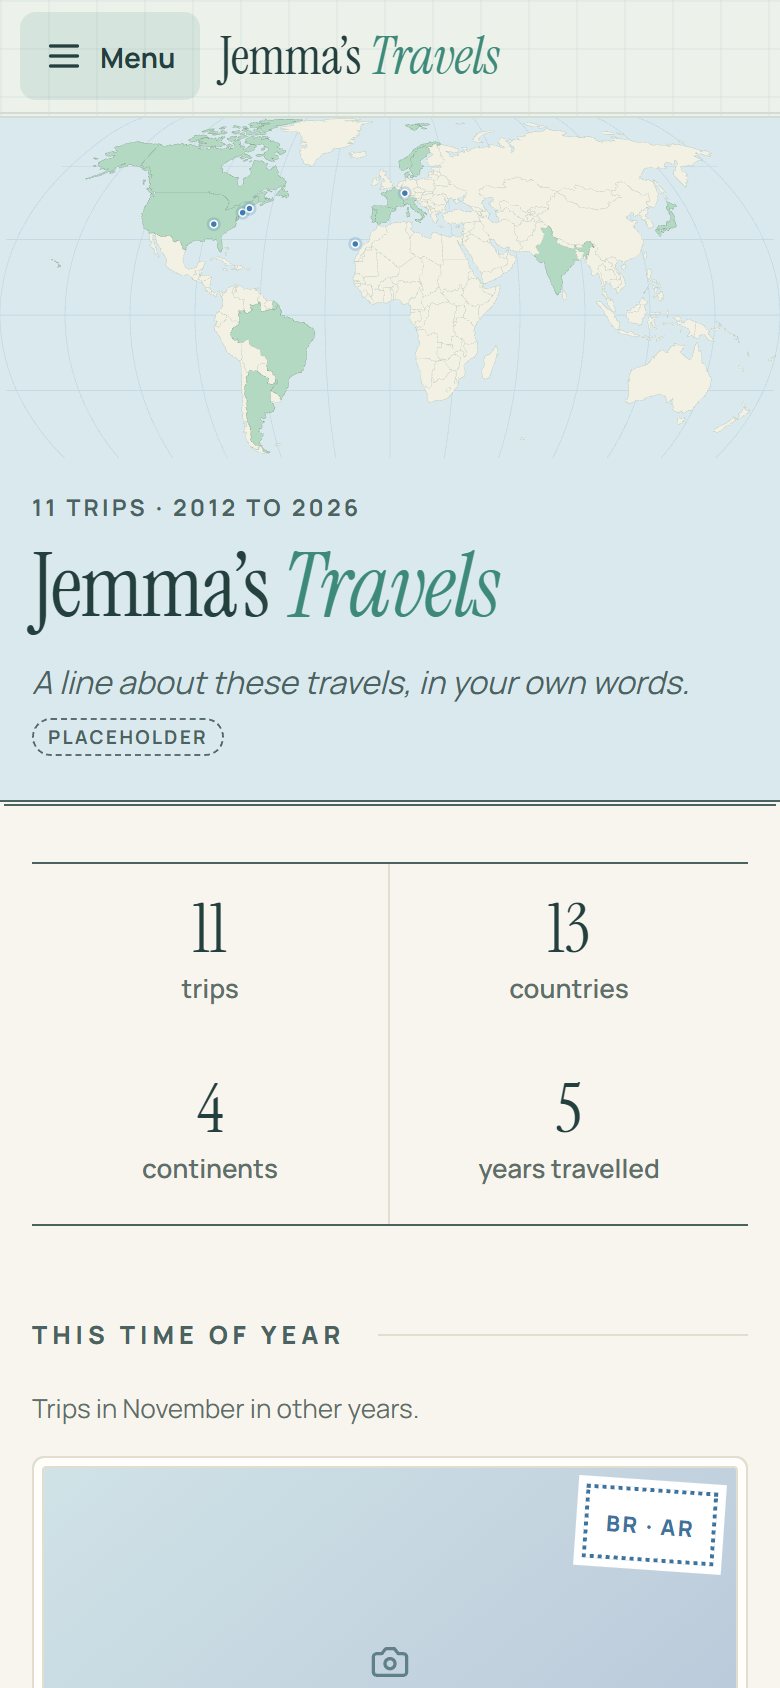 Menu
Jemma’s Travels
11 TRIPS · 2012 TO 2026
Jemma’s Travels
A line about these travels, in your own words.
PLACEHOLDER
11
trips
13
countries
4
continents
5
years travelled
THIS TIME OF YEAR
Trips in November in other years.
BR · AR